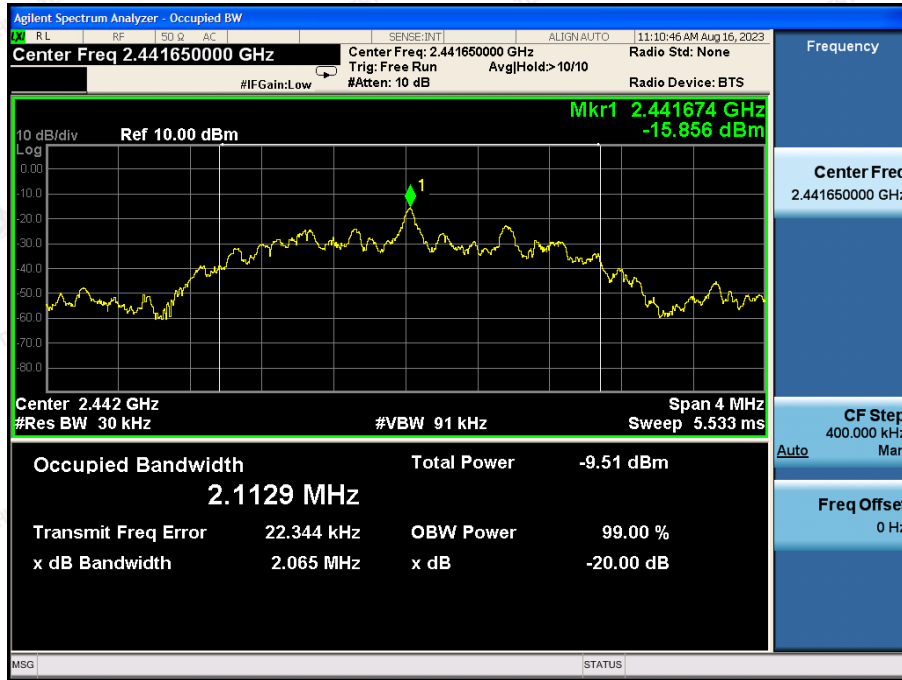 Agilent Spectrum Analyzer - Occupied BW
LXI RL RF 50 Ω AC SENSE:INT ALIGN AUTO 11:10:46 AM Aug 16, 2023
Center Freq 2.441650000 GHz
Center Freq: 2.441650000 GHz
Radio Std: None
Trig: Free Run Avg|Hold:>10/10
#IFGain:Low
#Atten: 10 dB
Radio Device: BTS
Frequency
Mkr1 2.441674 GHz
-15.856 dBm
10 dB/div Ref 10.00 dBm
Log
0.00
-10.0
-20.0
-30.0
-40.0
-50.0
-60.0
-70.0
-80.0
1
Center 2.442 GHz
Span 4 MHz
#Res BW 30 kHz
#VBW 91 kHz
Sweep 5.533 ms
Occupied Bandwidth
2.1129 MHz
Total Power -9.51 dBm
Transmit Freq Error 22.344 kHz
OBW Power 99.00 %
x dB Bandwidth 2.065 MHz
x dB -20.00 dB
Center Freq
2.441650000 GHz
CF Step
400.000 kHz
Auto Man
Freq Offset
0 Hz
MSG
STATUS